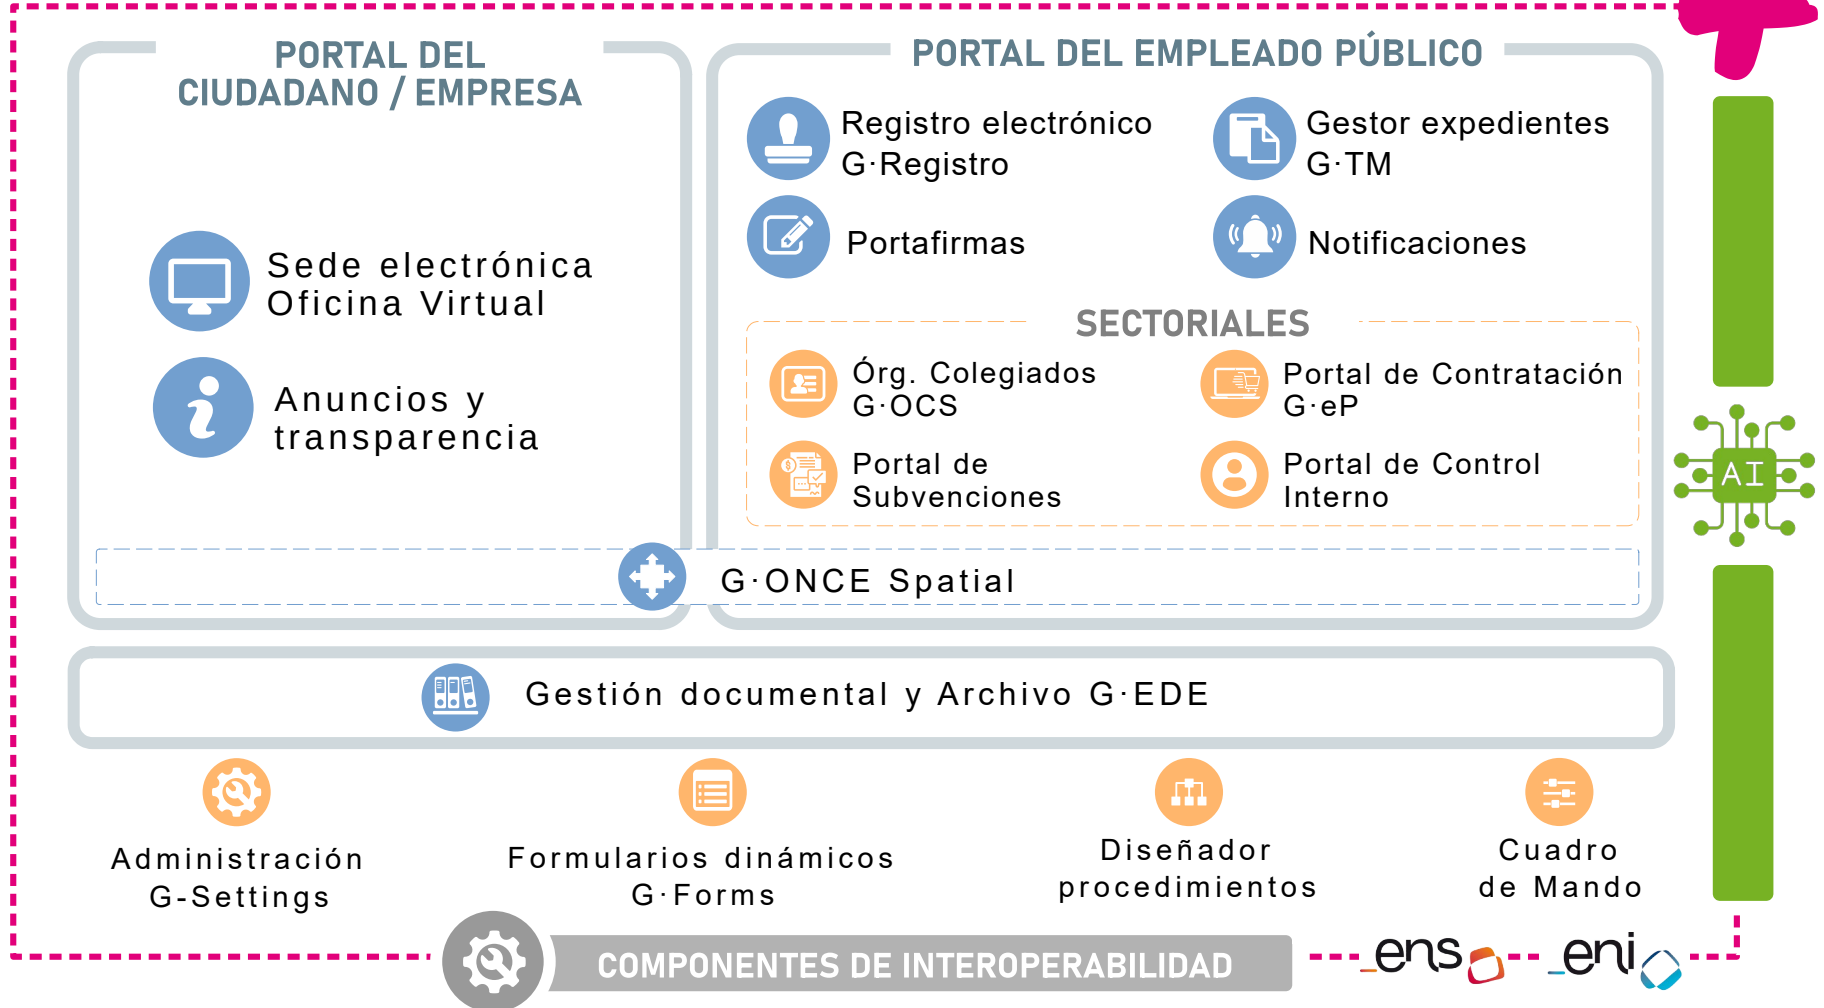 PORTAL DEL
CIUDADANO / EMPRESA
Sede electrónica
Oficina Virtual
Anuncios y
transparencia
PORTAL DEL EMPLEADO PÚBLICO
Registro electrónico
G·Registro
Gestor expedientes
G·TM
Portafirmas
Notificaciones
SECTORIALES
Órg. Colegiados
G·OCS
Portal de Contratación
G·eP
Portal de
Subvenciones
Portal de Control
Interno
AI
G·ONCE Spatial
Gestión documental y Archivo G·EDE
Administración
G-Settings
Formularios dinámicos
G·Forms
Diseñador
procedimientos
Cuadro
de Mando
COMPONENTES DE INTEROPERABILIDAD
_ens
_eni